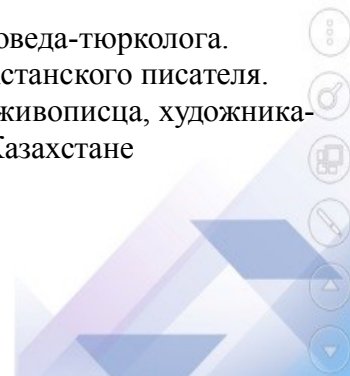 оведа-тюрколога.
станского писателя.
живописца, художника-
Казахстане